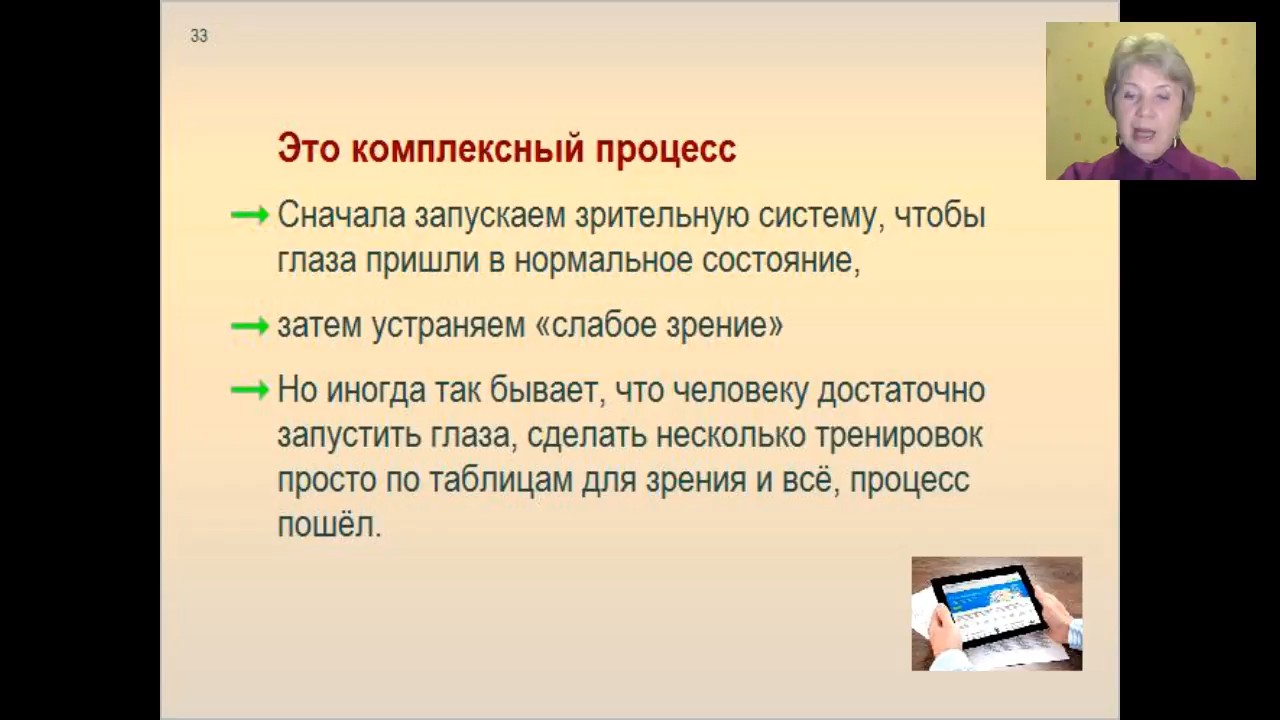 33
Это комплексный процесс
Сначала запускаем зрительную систему, чтобы
глаза пришли в нормальное состояние,
затем устраняем «слабое зрение»
Но иногда так бывает, что человеку достаточно
запустить глаза, сделать несколько тренировок
просто по таблицам для зрения и всё, процесс
пошёл.